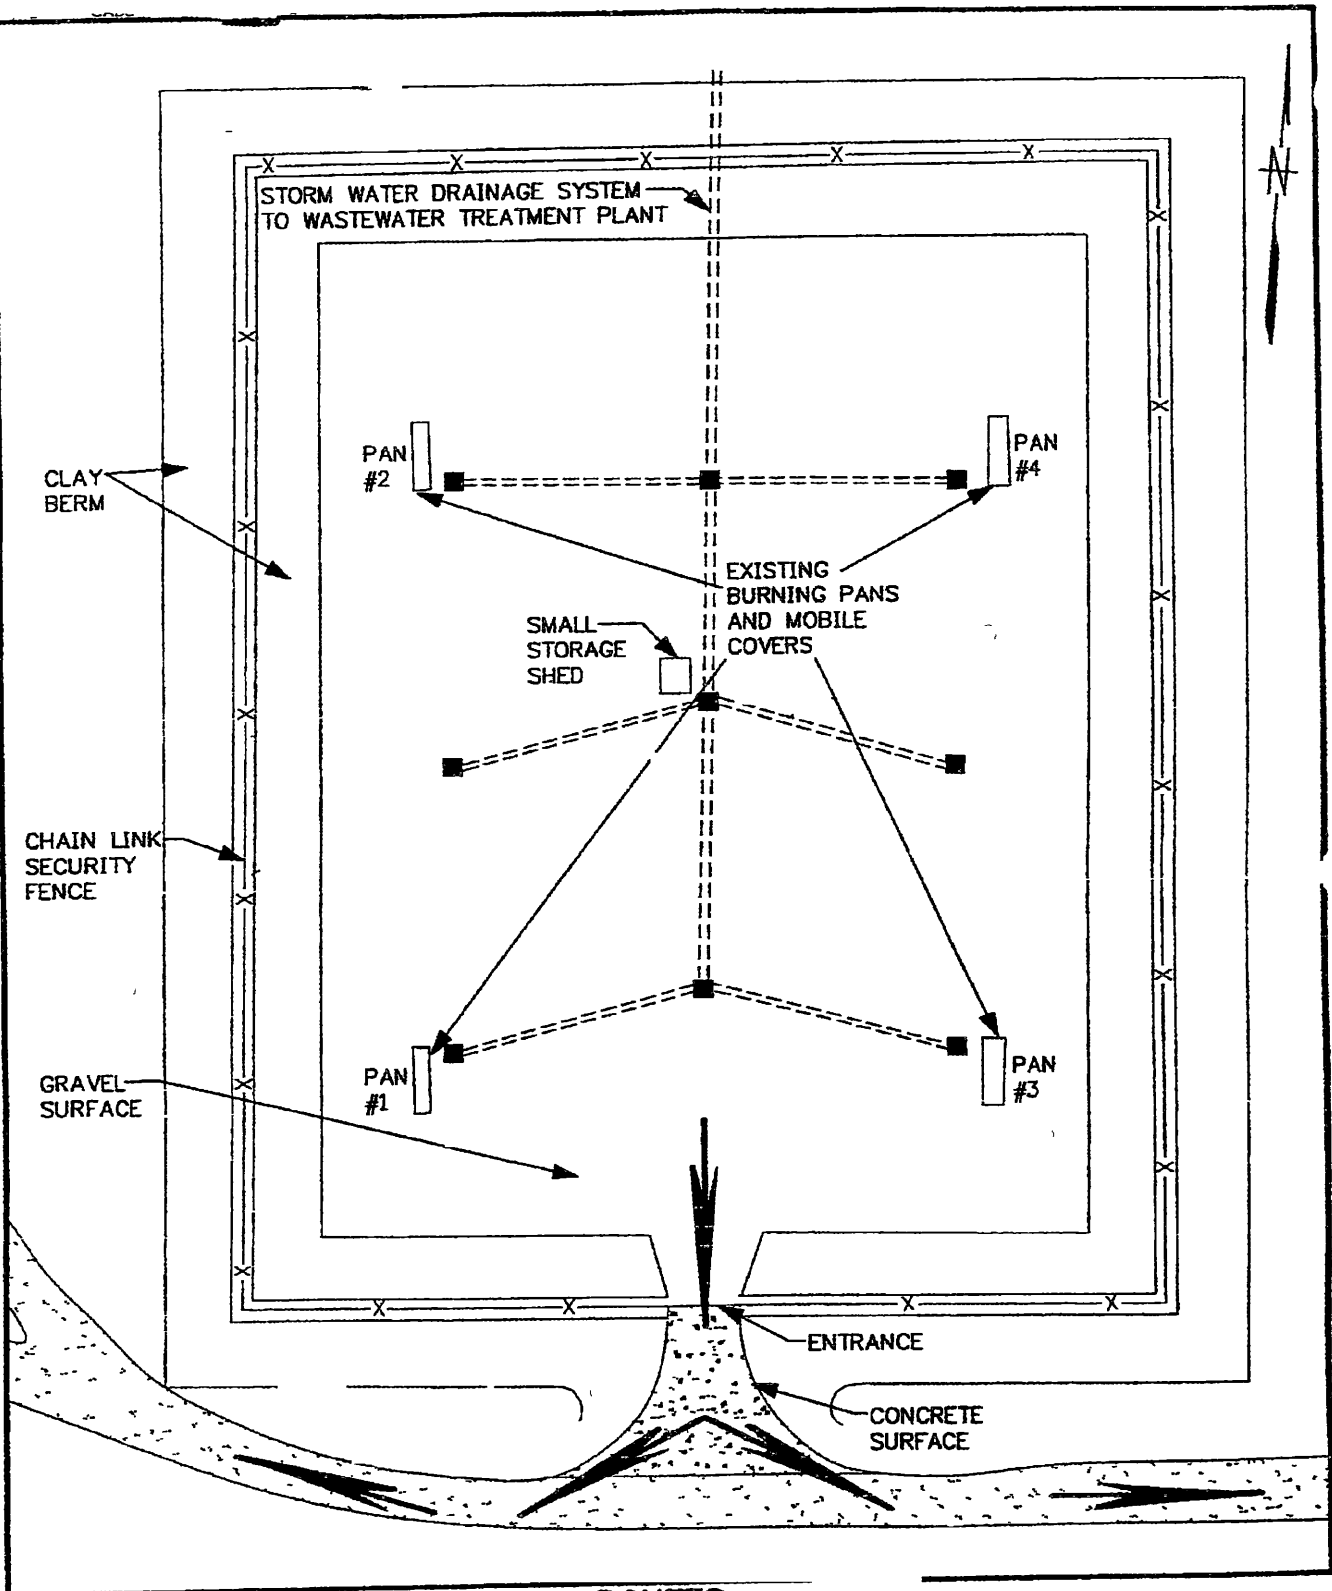 N
STORM WATER DRAINAGE SYSTEM
TO WASTEWATER TREATMENT PLANT
PAN
#2
PAN
#4
CLAY
BERM
EXISTING
BURNING PANS
AND MOBILE
COVERS
SMALL
STORAGE
SHED
CHAIN LINK
SECURITY
FENCE
PAN
#1
PAN
#3
GRAVEL
SURFACE
ENTRANCE
CONCRETE
SURFACE